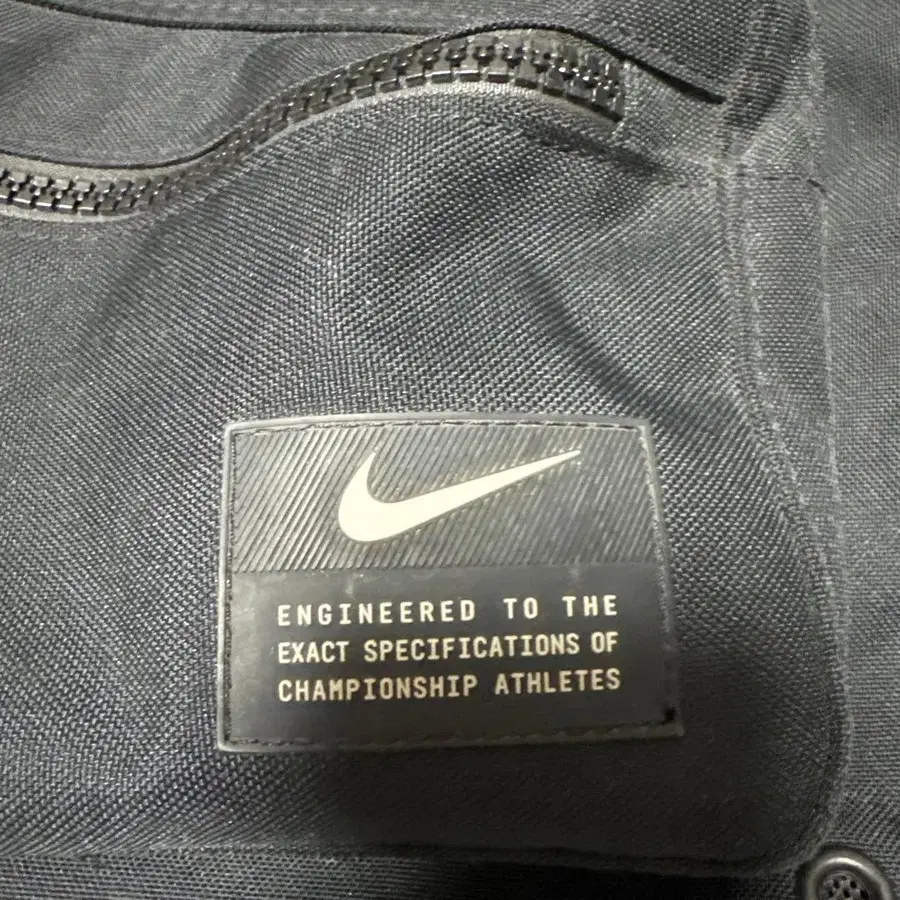 ENGINEERED TO THE
EXACT SPECIFICATIONS OF
CHAMPIONSHIP ATHLETES